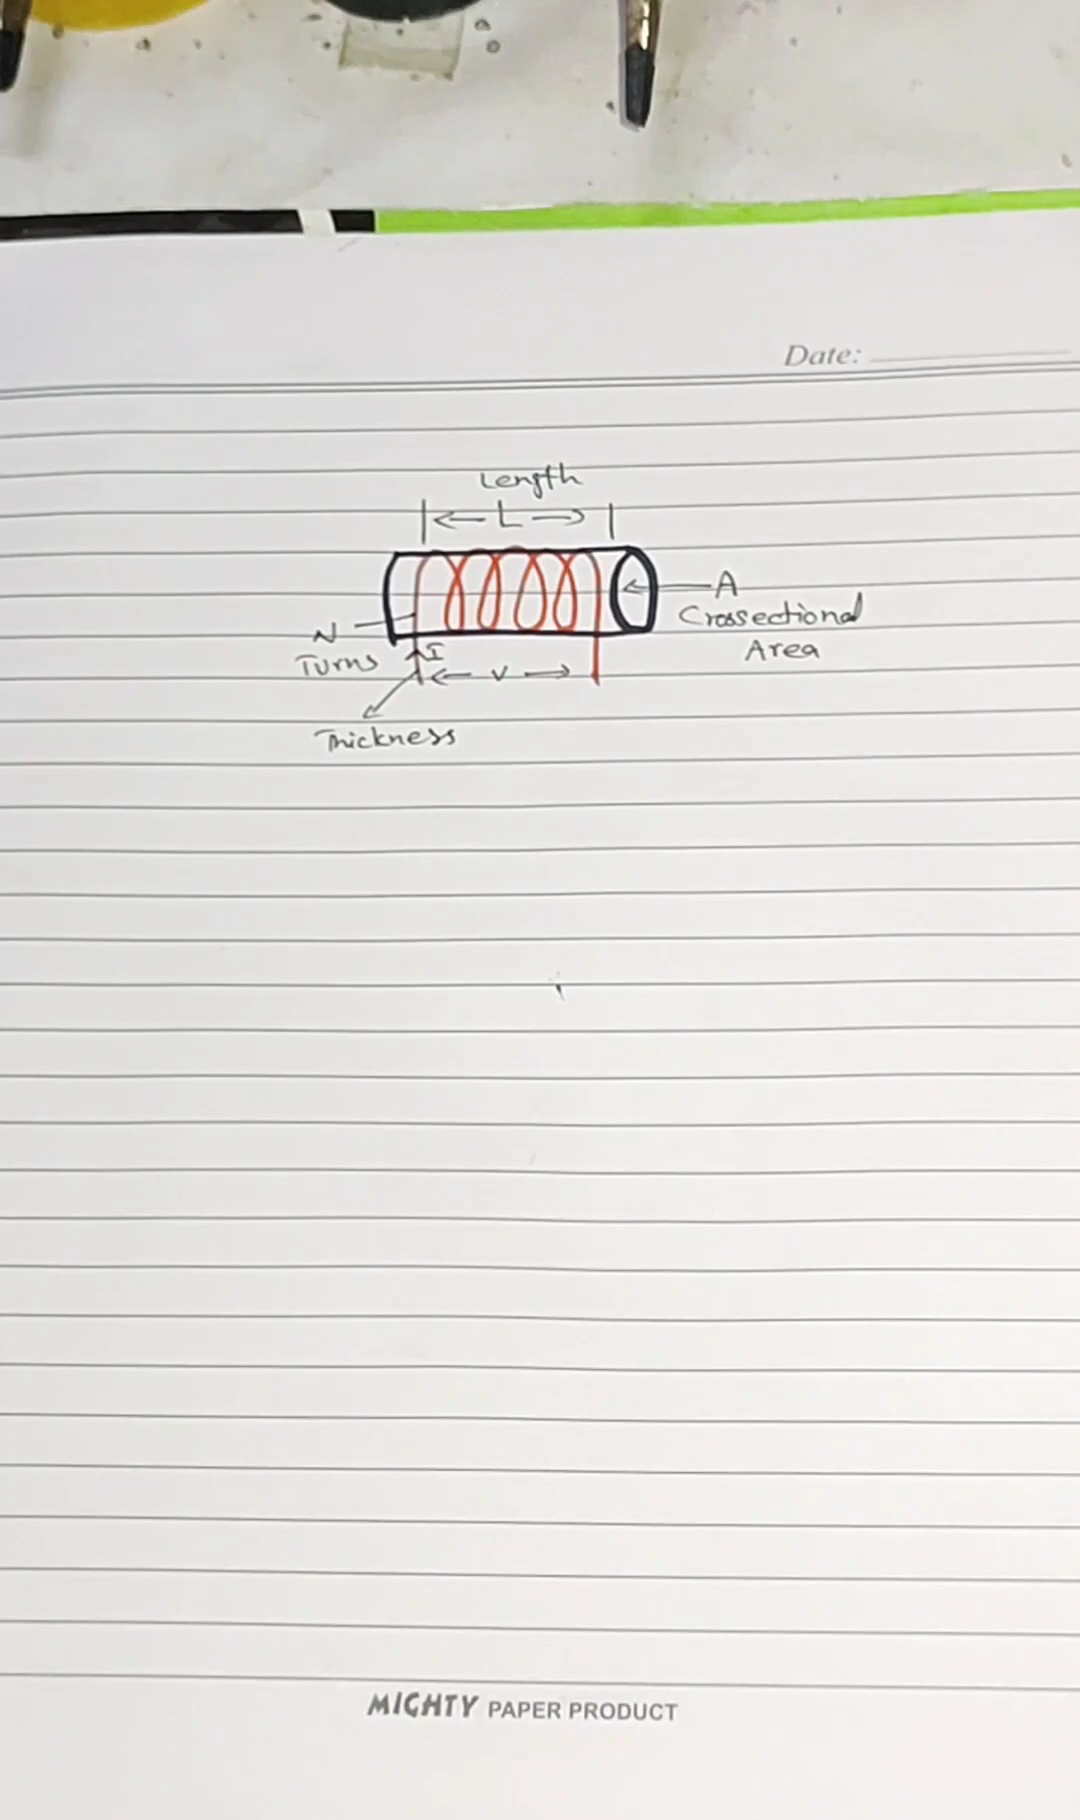 Date:
Length
L
A
Crossectional
Area
N
Turns
I
V
Thickness
MIGHTY PAPER PRODUCT